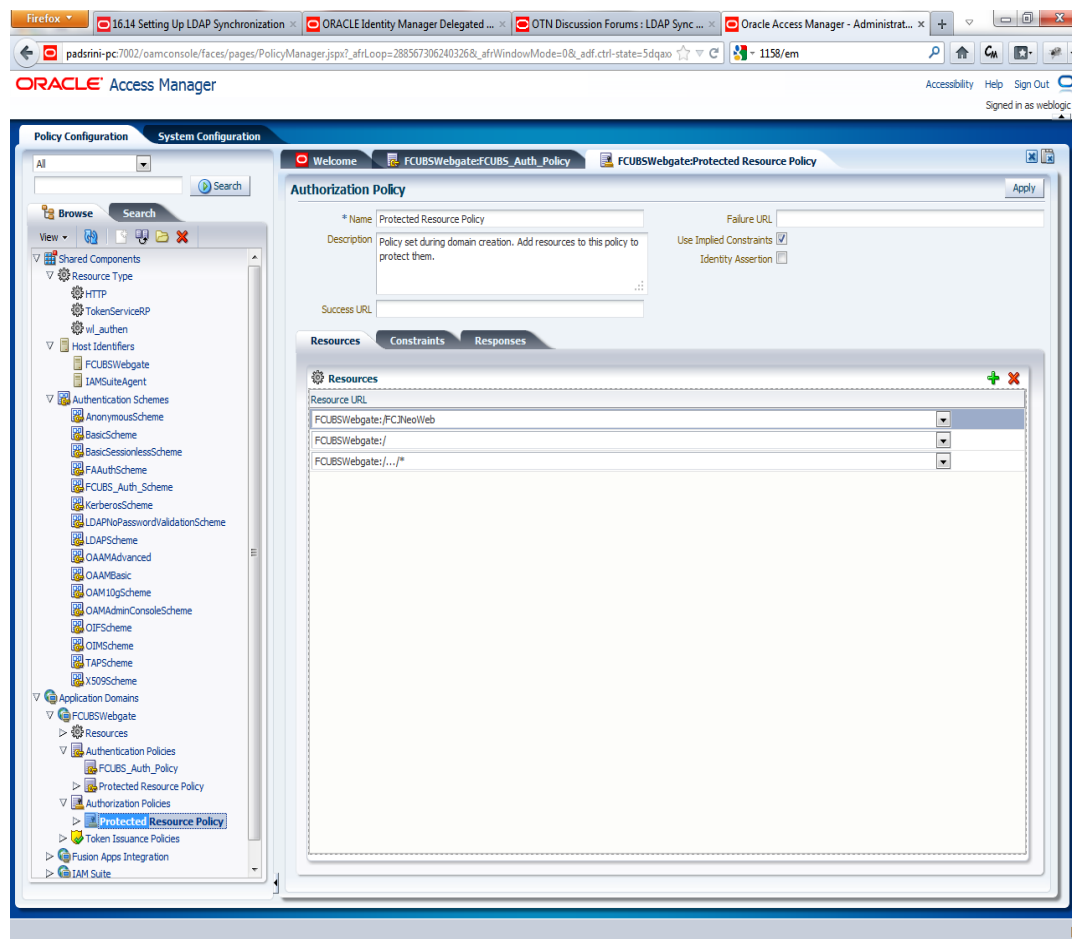 Firefox
16.14 Setting Up LDAP Synchronization
ORACLE Identity Manager Delegated ...
OTN Discussion Forums : LDAP Sync ...
Oracle Access Manager - Administrat...
padsrini-pc:7002/oamconsole/faces/pages/PolicyManager.jspx?_afrLoop=288567306240326&_afrWindowMode=0&_adf.ctrl-state=5dqaxo
1158/em
ORACLE Access Manager
Accessibility Help Sign Out
Signed in as weblogic
Policy Configuration
System Configuration
All
Search
Browse
Search
View
Shared Components
Resource Type
HTTP
TokenServiceRP
wl_authen
Host Identifiers
FCUBSWebgate
IAMSuiteAgent
Authentication Schemes
AnonymousScheme
BasicScheme
BasicSessionlessScheme
FAAuthScheme
FCUBS_Auth_Scheme
KerberosScheme
LDAPNoPasswordValidationScheme
LDAPScheme
OAAMAdvanced
OAAMBasic
OAM10gScheme
OAMAdminConsoleScheme
OIFScheme
OIMScheme
TAPScheme
X509Scheme
Application Domains
FCUBSWebgate
Resources
Authentication Policies
FCUBS_Auth_Policy
Protected Resource Policy
Authorization Policies
Protected Resource Policy
Token Issuance Policies
Fusion Apps Integration
IAM Suite
Welcome
FCUBSWebgate:FCUBS_Auth_Policy
FCUBSWebgate:Protected Resource Policy
Authorization Policy
Apply
* Name Protected Resource Policy
Description Policy set during domain creation. Add resources to this policy to
protect them.
Success URL
Failure URL
Use Implied Constraints
Identity Assertion
Resources
Constraints
Responses
Resources
Resource URL
FCUBSWebgate:/FCJNeoWeb
FCUBSWebgate:/
FCUBSWebgate:/.../*